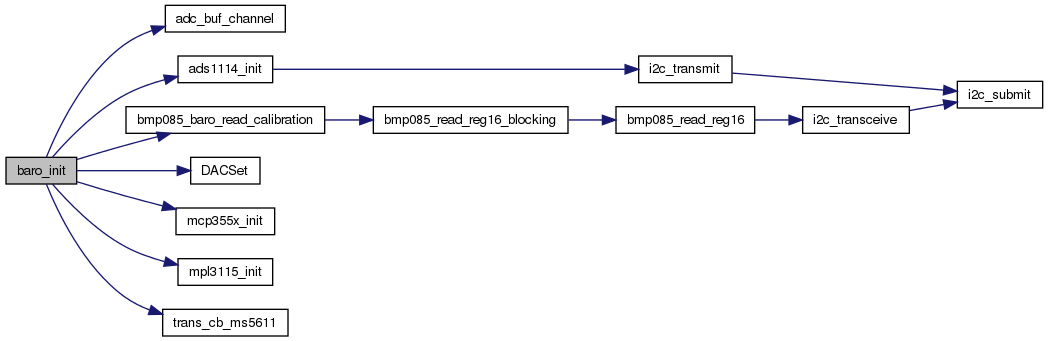 adc_buf_channel
ads1114_init
i2c_transmit
i2c_submit
bmp085_baro_read_calibration
bmp085_read_reg16_blocking
bmp085_read_reg16
i2c_transceive
baro_init
DACSet
mcp355x_init
mpl3115_init
trans_cb_ms5611